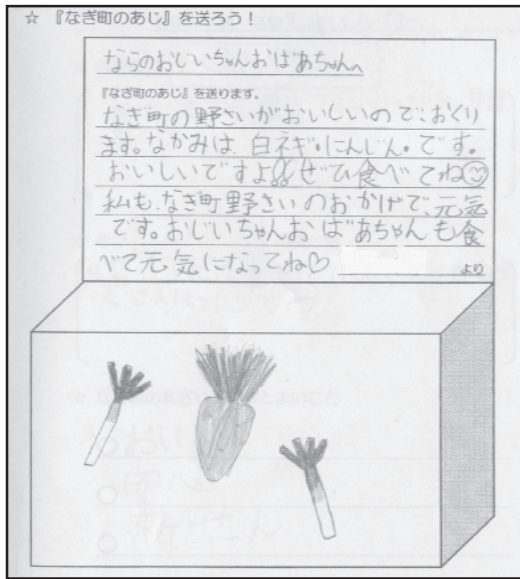 ☆ 『なぎ町のあじ』を送ろう！
ならのおじいちゃんおばあちゃんへ
『なぎ町のあじ』を送ります。
なぎ町の野さいがおいしいので、おくり
ます。なかみは、白ネギ・にんじん・です。
おいしいですよ!!ぜひ食べてね☺
私も、なぎ町野さいのおかげで、元気
です。おじいちゃんおばあちゃんも食
べて元気になってね♡
より